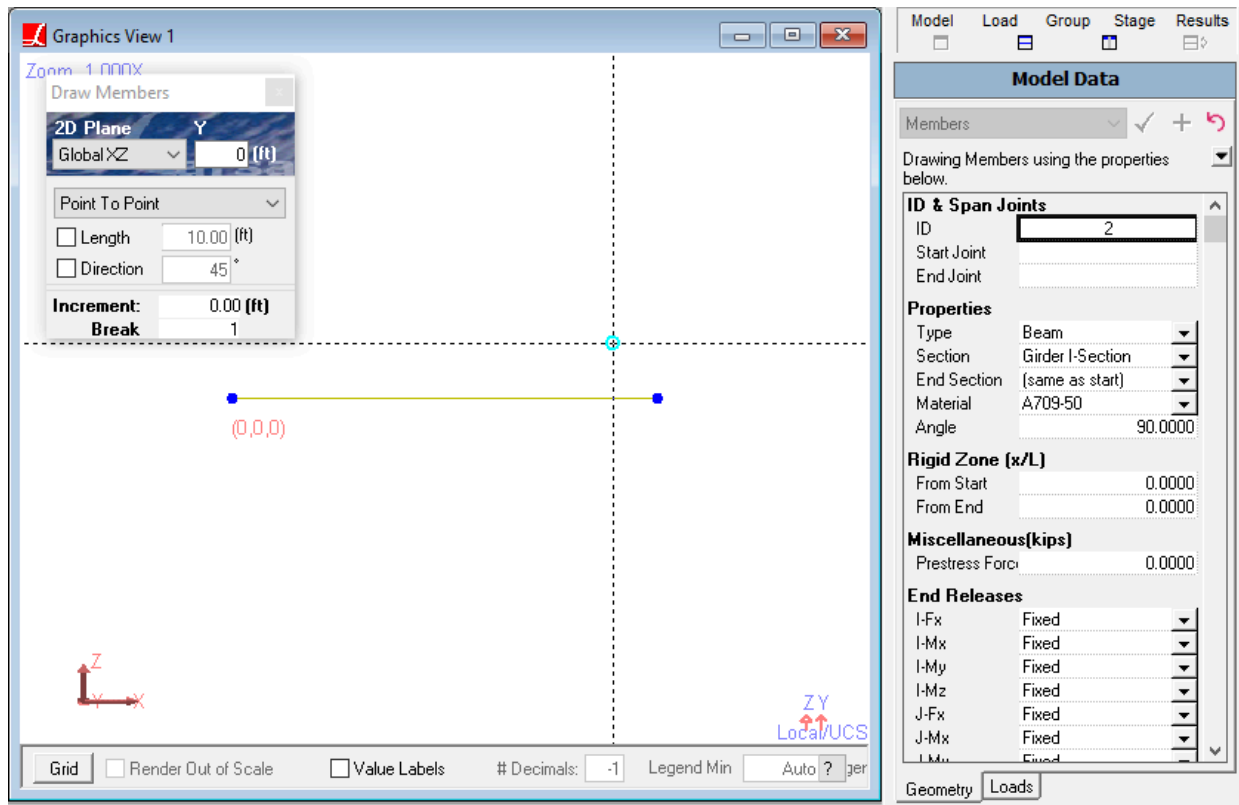 Graphics View 1
Zoom 1.000X
Draw Members
x
2D Plane Y
Global XZ 0 (ft)
Point To Point
Length 10.00 (ft)
Direction 45 °
Increment: 0.00 (ft)
Break 1
(0,0,0)
Z
Y X
Z Y
Local/UCS
Grid Render Out of Scale Value Labels # Decimals: -1 Legend Min Auto ? ger
Model Load Group Stage Results
Model Data
Members
Drawing Members using the properties
below.
ID & Span Joints
ID 2
Start Joint
End Joint
Properties
Type Beam
Section Girder I-Section
End Section (same as start)
Material A709-50
Angle 90.0000
Rigid Zone (x/L)
From Start 0.0000
From End 0.0000
Miscellaneous(kips)
Prestress Forc 0.0000
End Releases
I-Fx Fixed
I-Mx Fixed
I-My Fixed
I-Mz Fixed
J-Fx Fixed
J-Mx Fixed
Geometry Loads